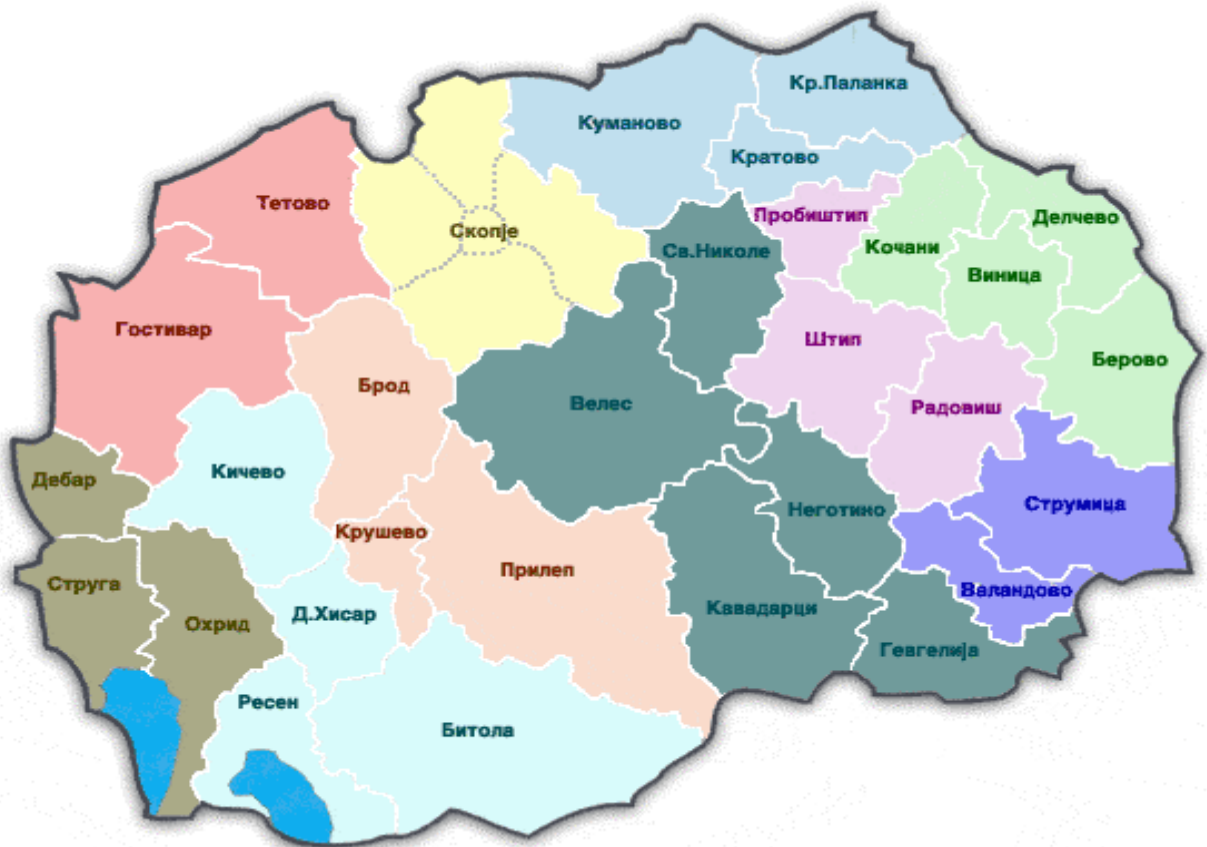 Кр.Паланка
Куманово
Кратово
Тетово
Скопје
Пробиштип
Делчево
Св.Николе
Кочани
Виница
Гостивар
Штип
Берово
Брод
Велес
Радовиш
Кичево
Дебар
Струмица
Неготино
Крушево
Прилеп
Струга
Валандово
Д.Хисар
Кавадарци
Охрид
Гевгелија
Ресен
Битола